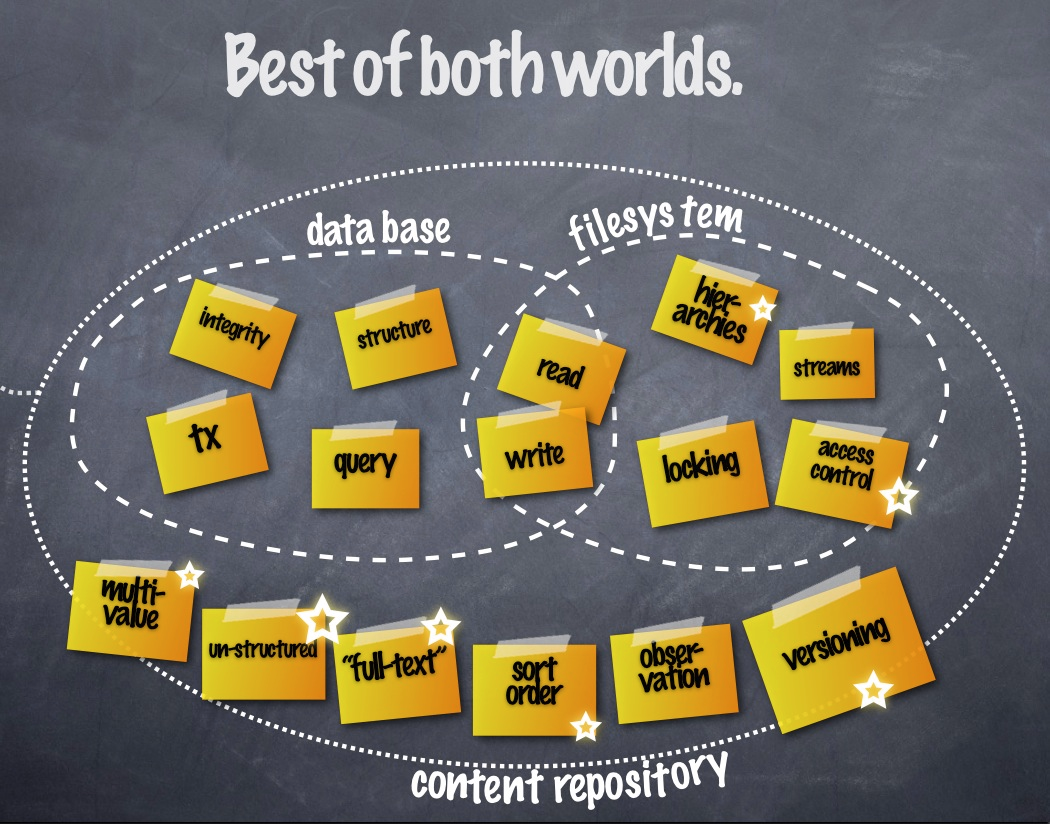 Best of both worlds.
data base
filesys tem
integrity
structure
read
hier-
archies
streams
tx
query
write
locking
access
control
multi-
value
un-structured
"full-text"
sort
order
obser-
vation
versioning
content repository